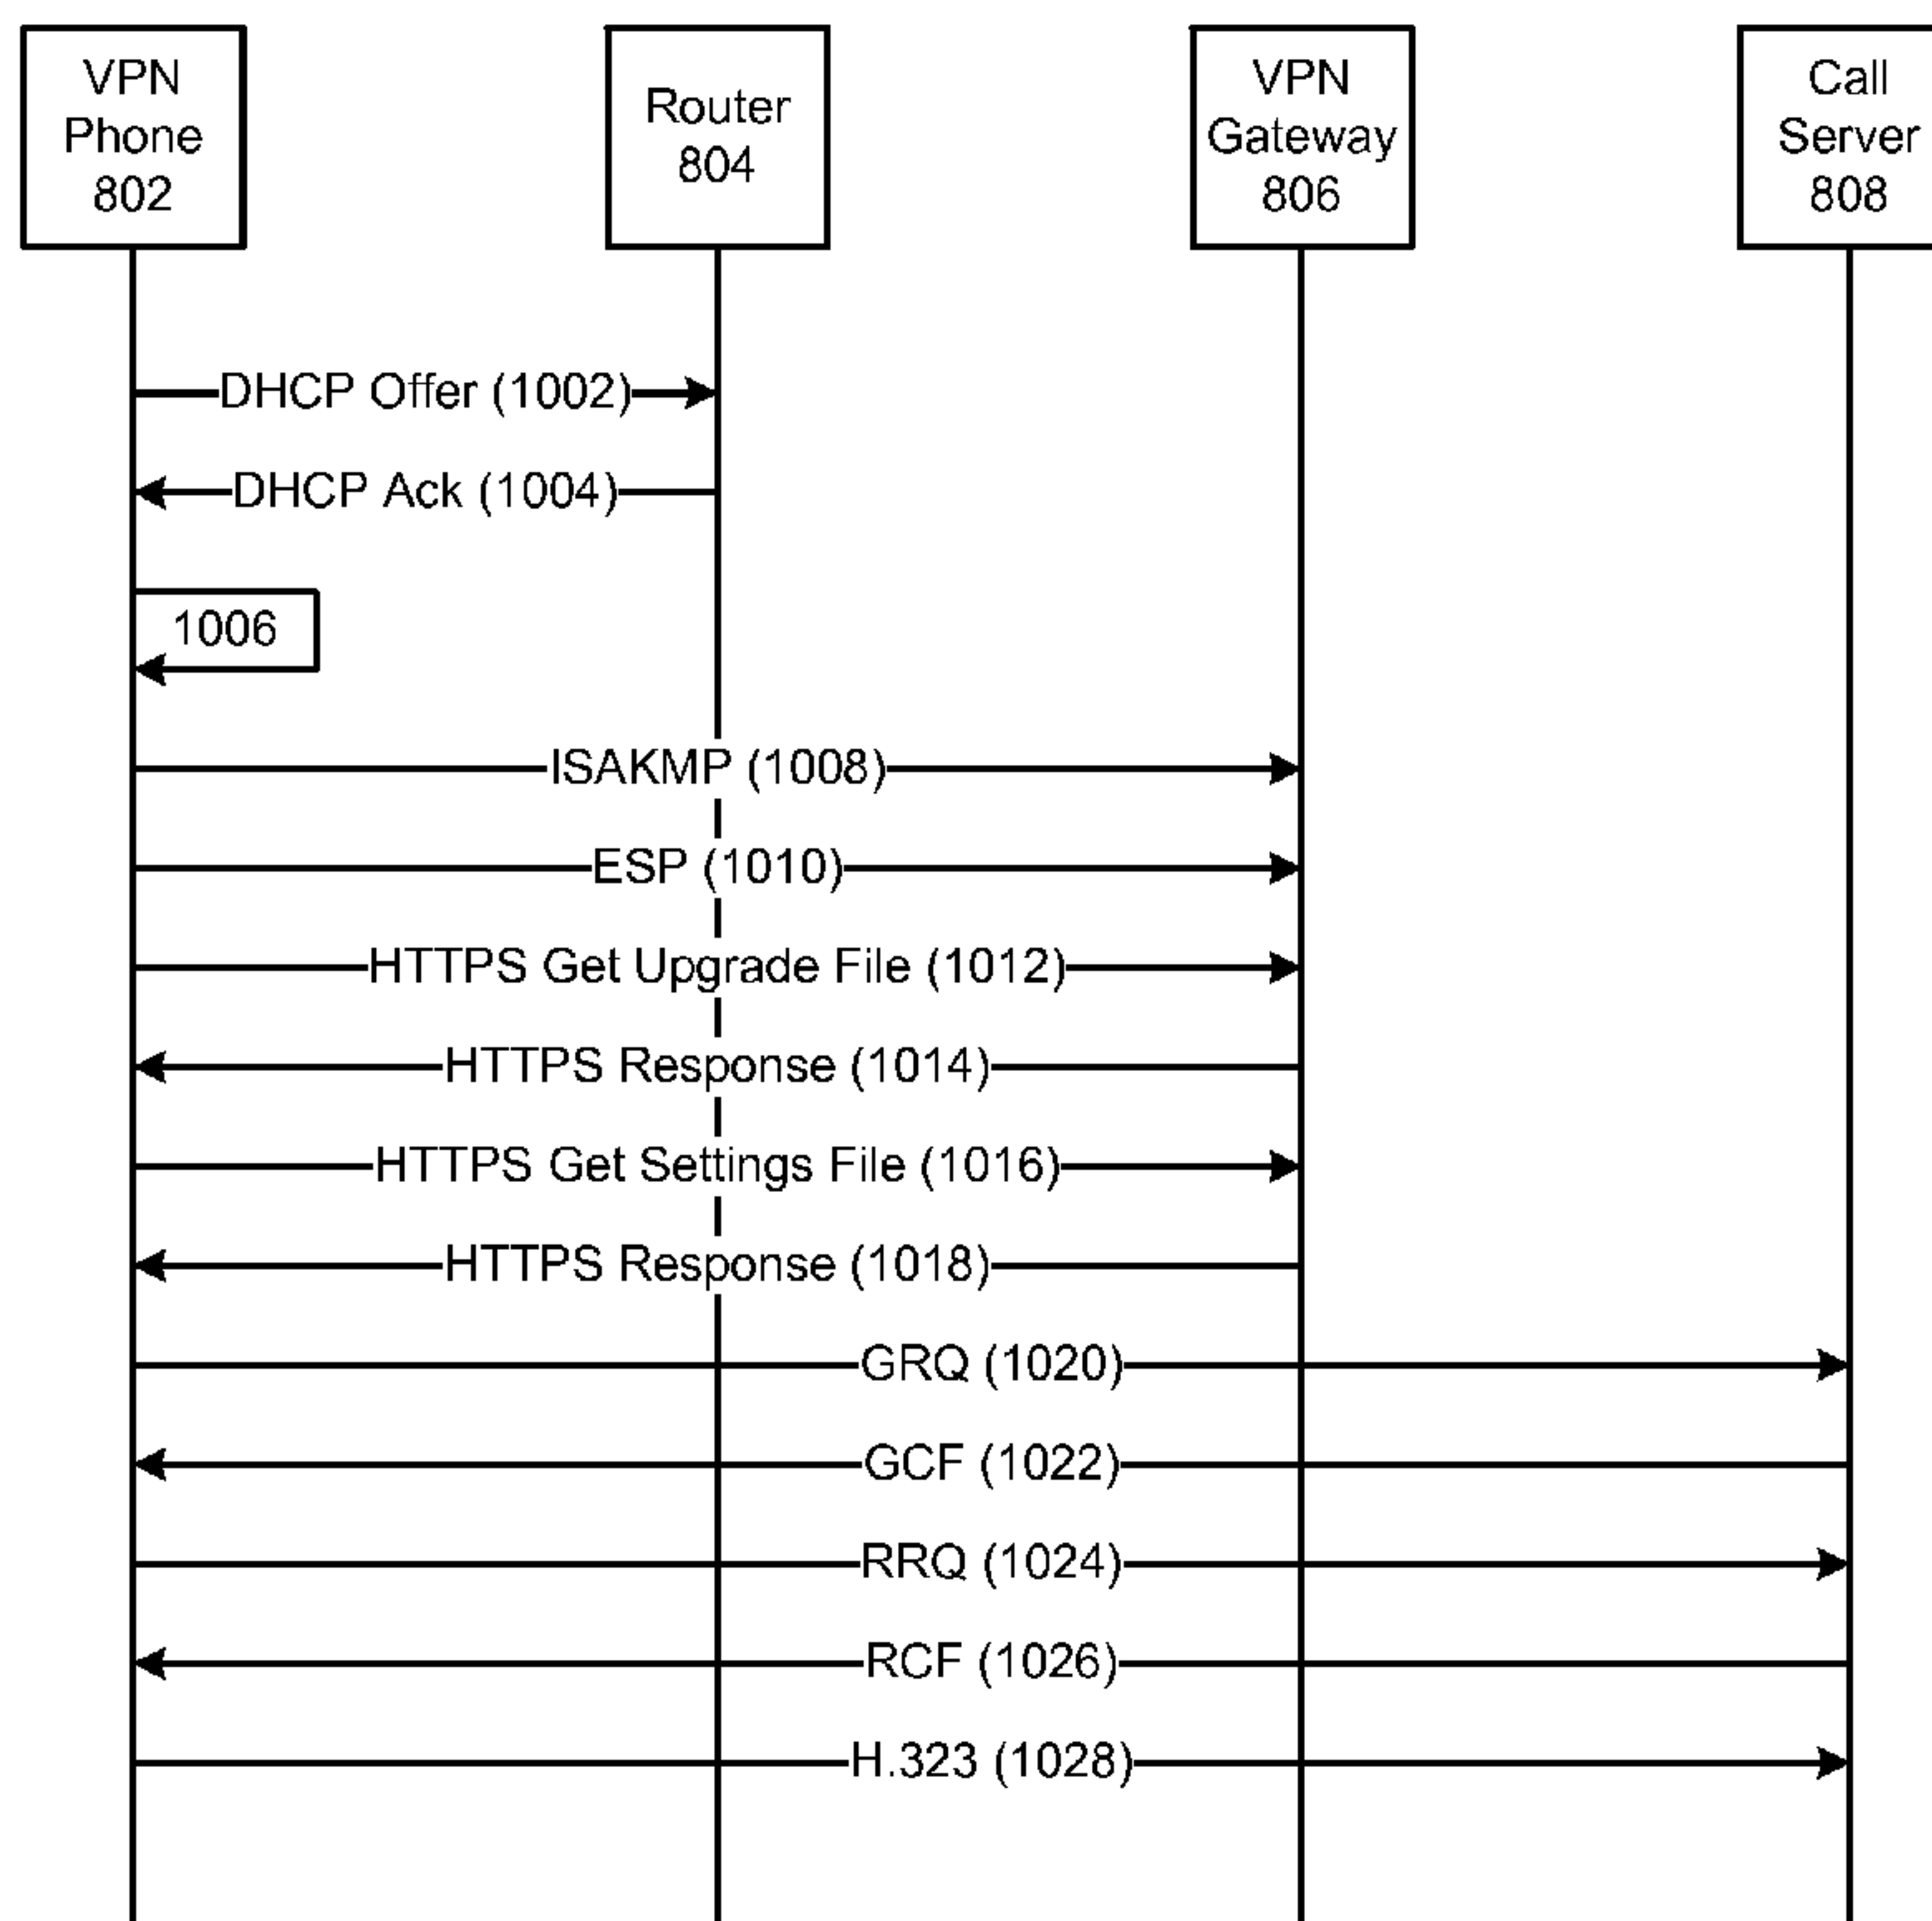 VPN
Phone
802
Router
804
VPN
Gateway
806
Call
Server
808
DHCP Offer (1002)
DHCP Ack (1004)
1006
ISAKMP (1008)
ESP (1010)
HTTPS Get Upgrade File (1012)
HTTPS Response (1014)
HTTPS Get Settings File (1016)
HTTPS Response (1018)
GRQ (1020)
GCF (1022)
RRQ (1024)
RCF (1026)
H.323 (1028)